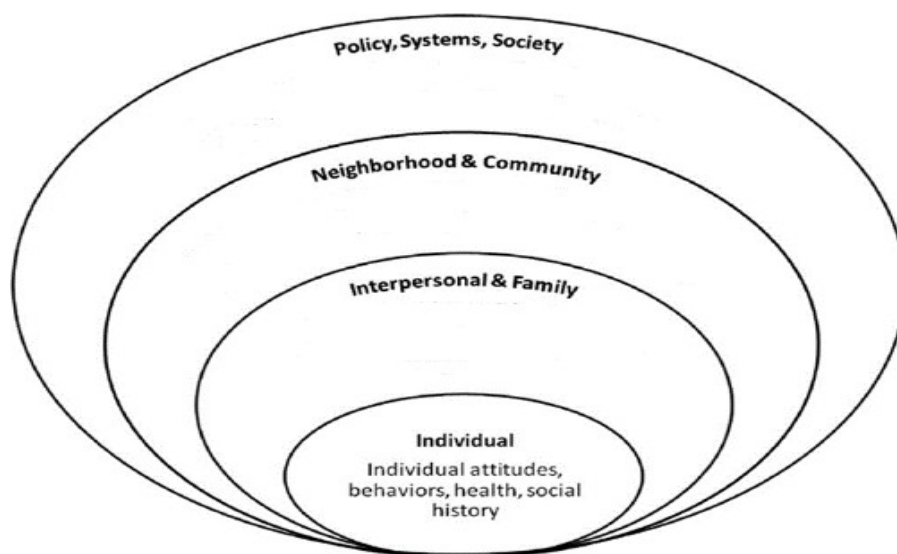 Policy, Systems, Society
Neighborhood & Community
Interpersonal & Family
Individual
Individual attitudes,
behaviors, health, social
history